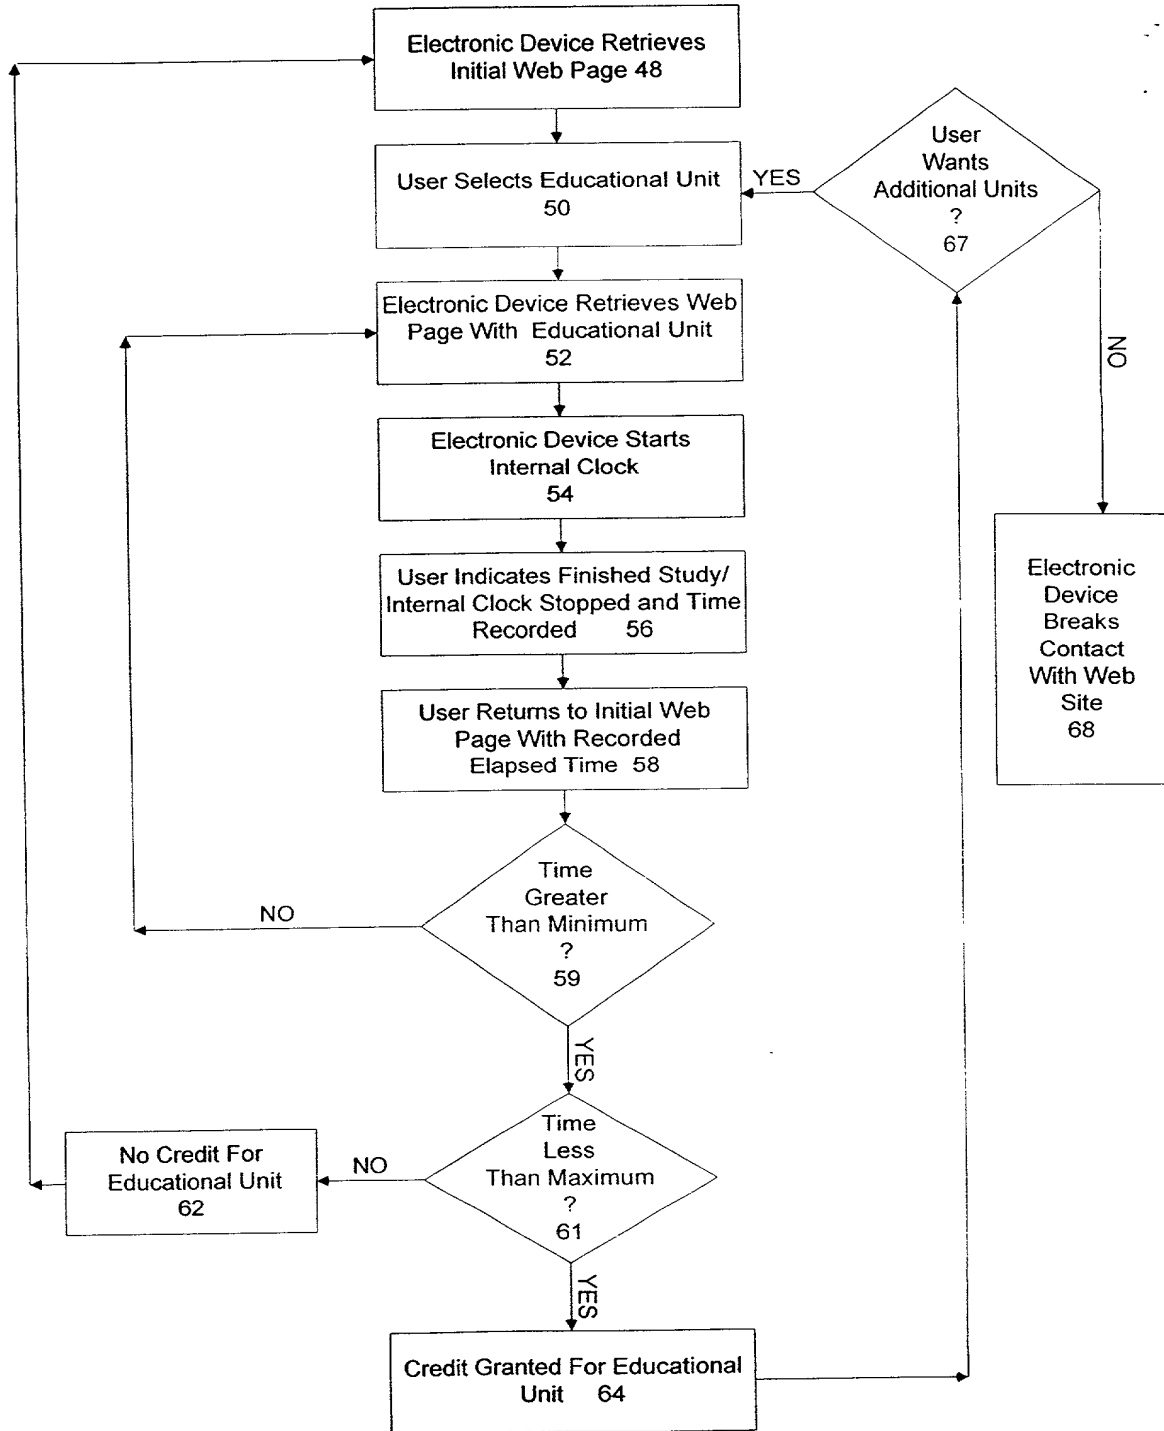 Electronic Device Retrieves
Initial Web Page 48
User Selects Educational Unit
50
YES
User
Wants
Additional Units
?
67
Electronic Device Retrieves Web
Page With Educational Unit
52
NO
Electronic Device Starts
Internal Clock
54
User Indicates Finished Study/
Internal Clock Stopped and Time
Recorded 56
Electronic
Device
Breaks
Contact
With Web
Site
68
User Returns to Initial Web
Page With Recorded
Elapsed Time 58
Time
Greater
Than Minimum
?
59
NO
YES
Time
Less
Than Maximum
?
61
NO
No Credit For
Educational Unit
62
YES
Credit Granted For Educational
Unit 64